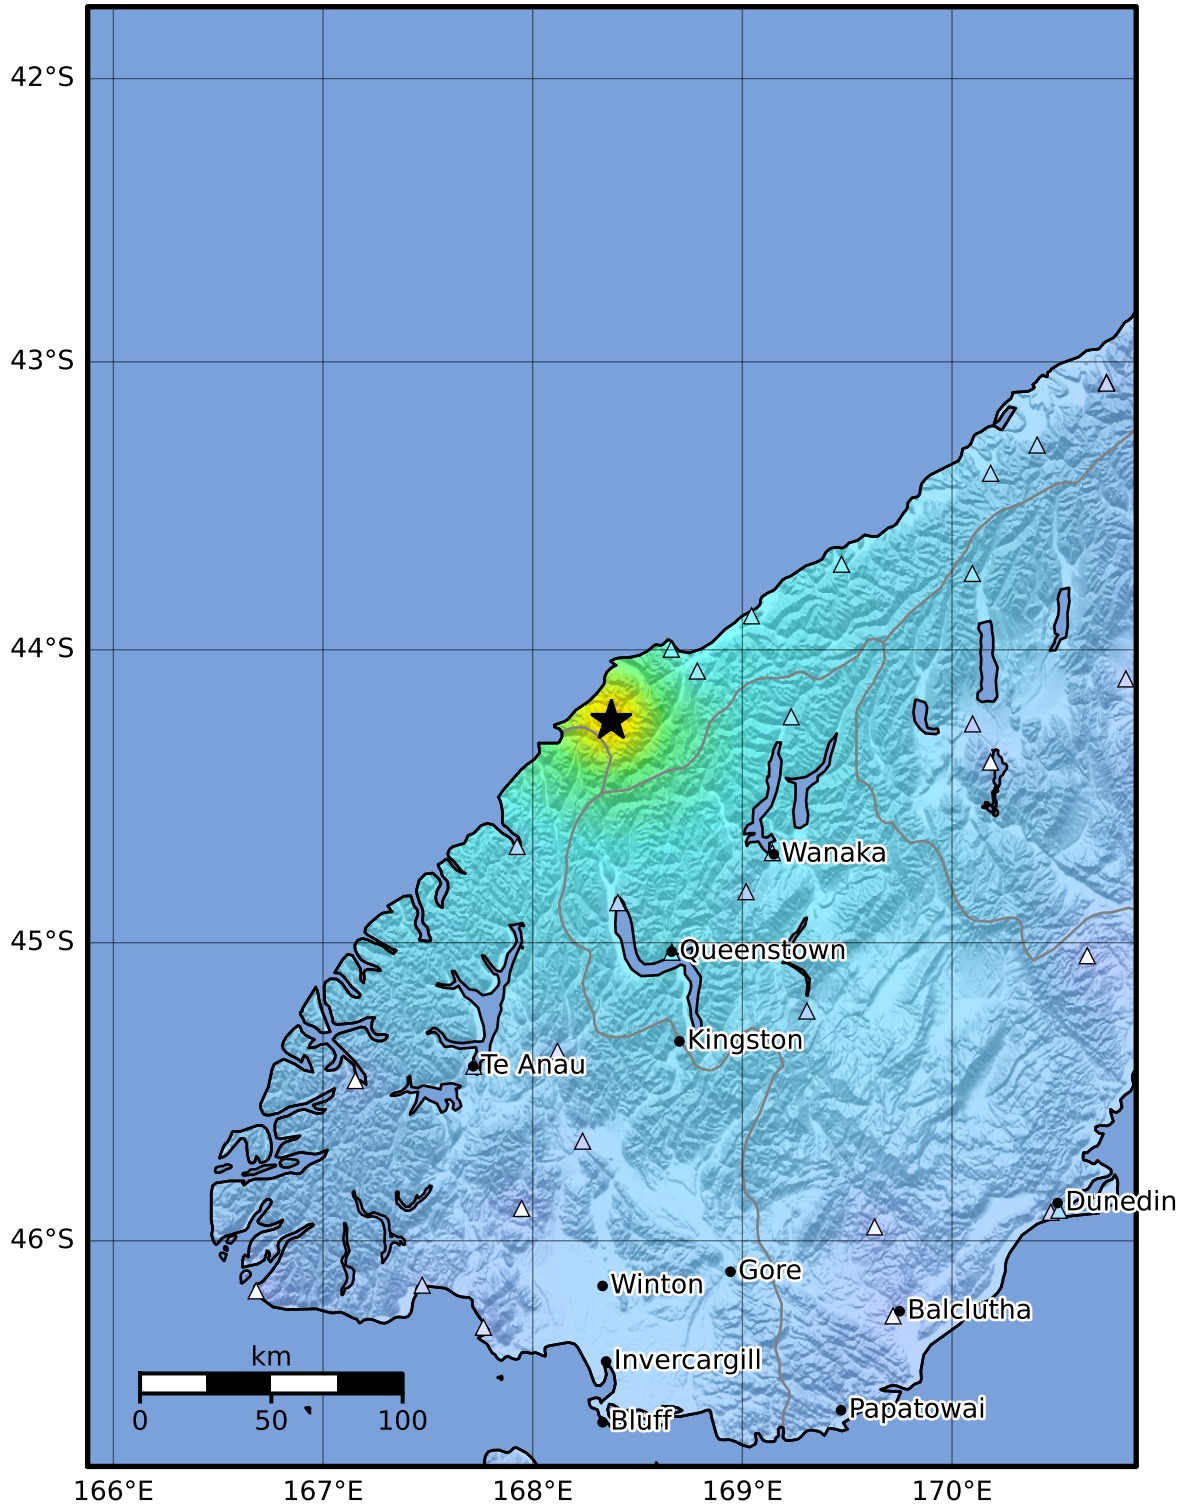 42°S
43°S
44°S
Wanaka
45°S
Queenstown
Kingston
Te Anau
Dunedin
46°S
Gore
Winton
Balclutha
km
Invercargill
Papatowai
0 50 100
Bluff
166°E 167°E 168°E 169°E 170°E